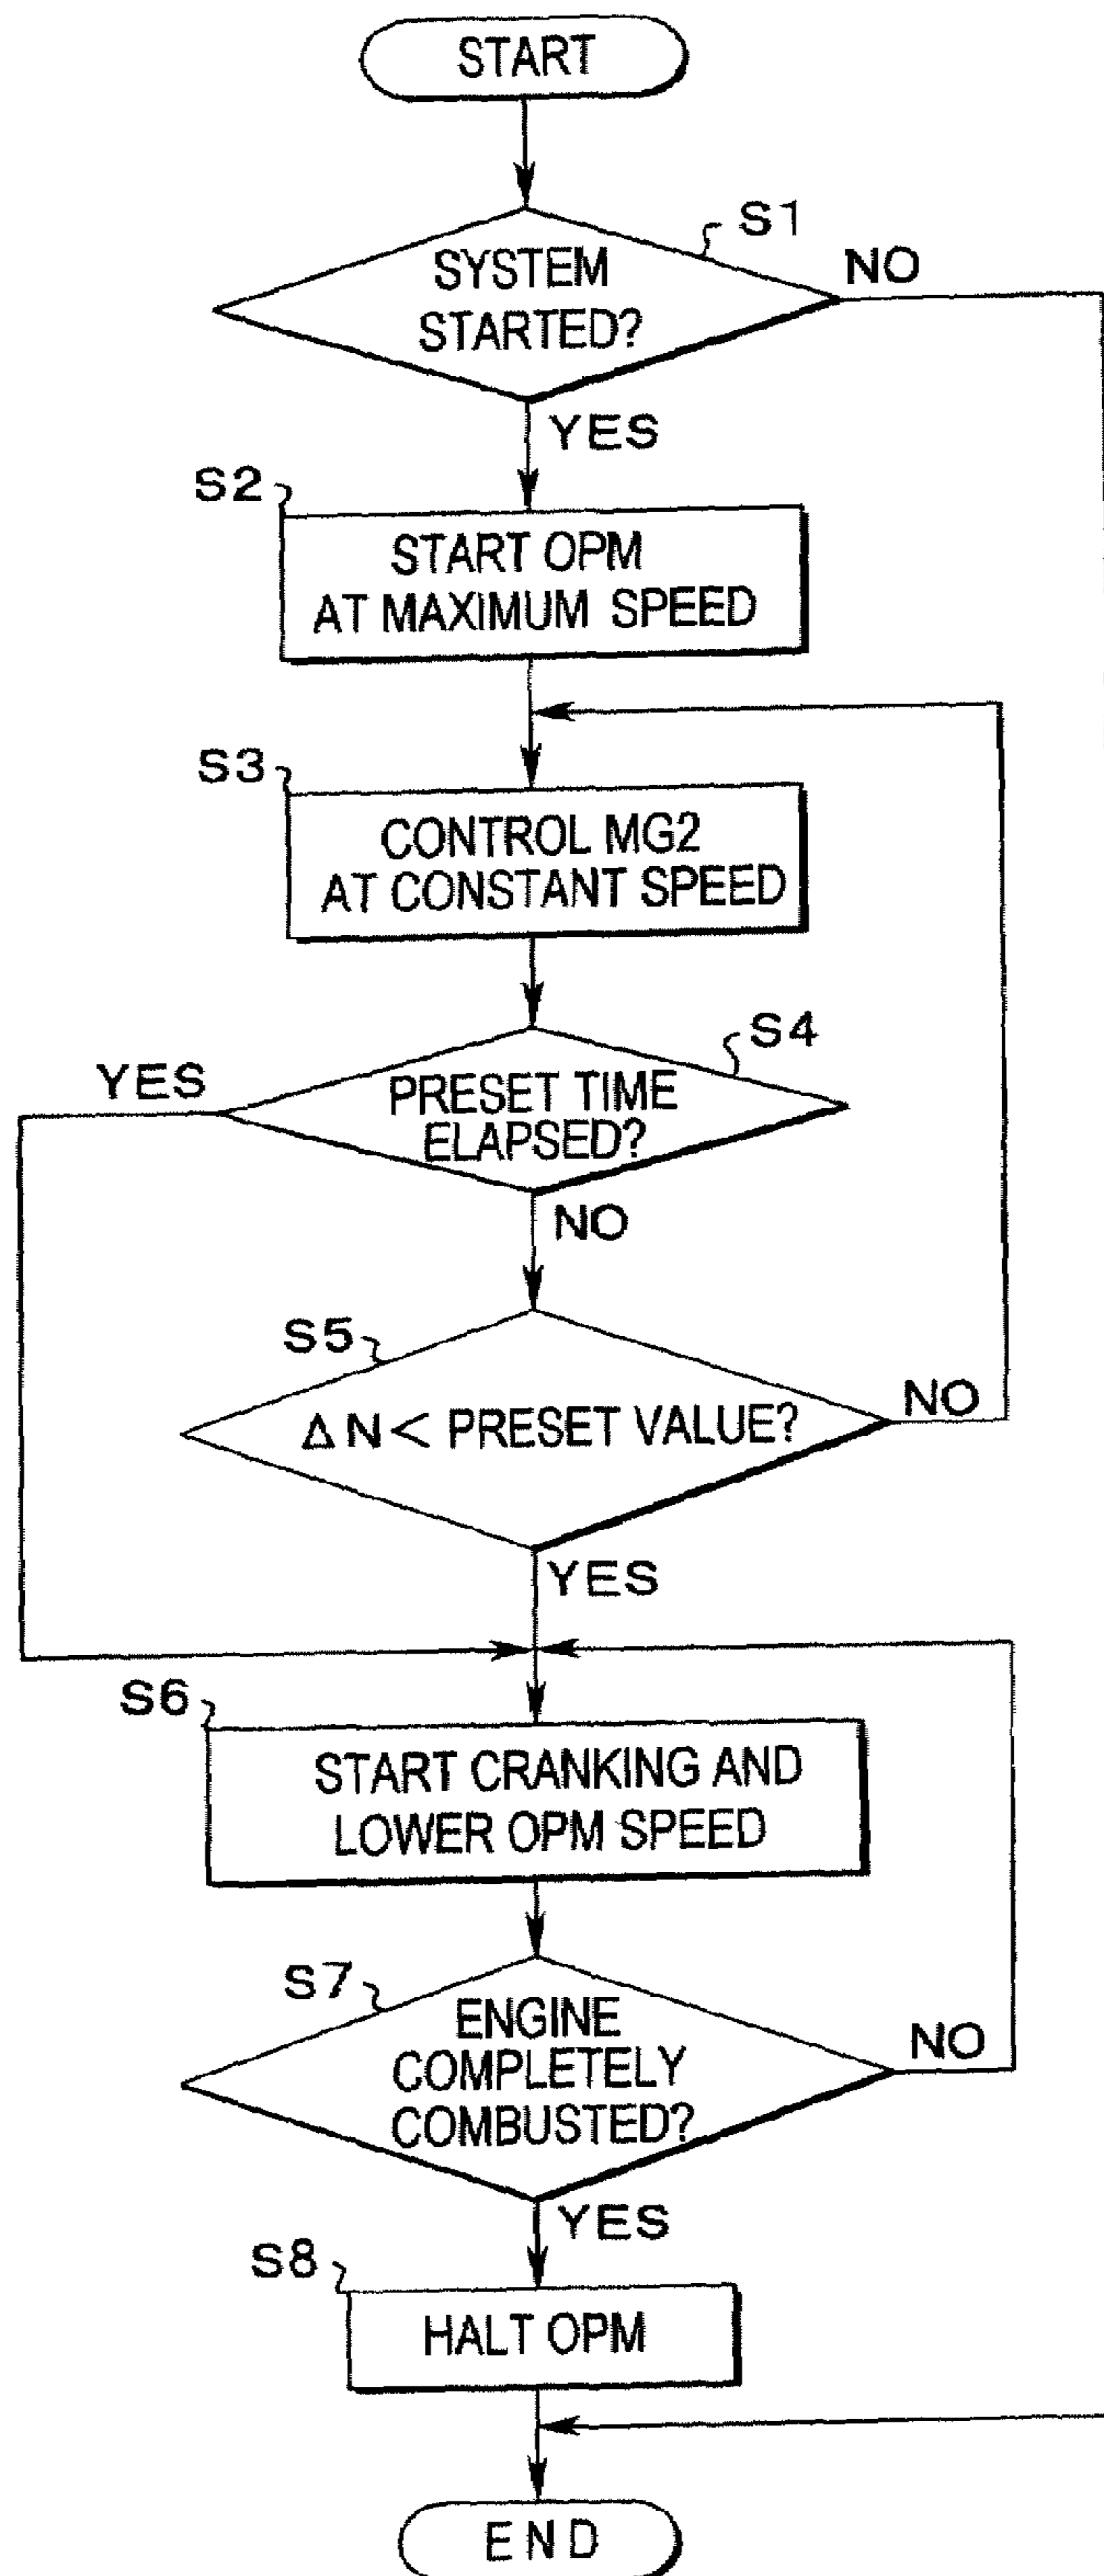 START
S1
SYSTEM
STARTED?
NO
YES
S2
START OPM
AT MAXIMUM SPEED
S3
CONTROL MG2
AT CONSTANT SPEED
S4
YES
PRESET TIME
ELAPSED?
NO
S5
ΔN < PRESET VALUE?
NO
YES
S6
START CRANKING AND
LOWER OPM SPEED
S7
ENGINE
COMPLETELY
COMBUSTED?
NO
YES
S8
HALT OPM
END